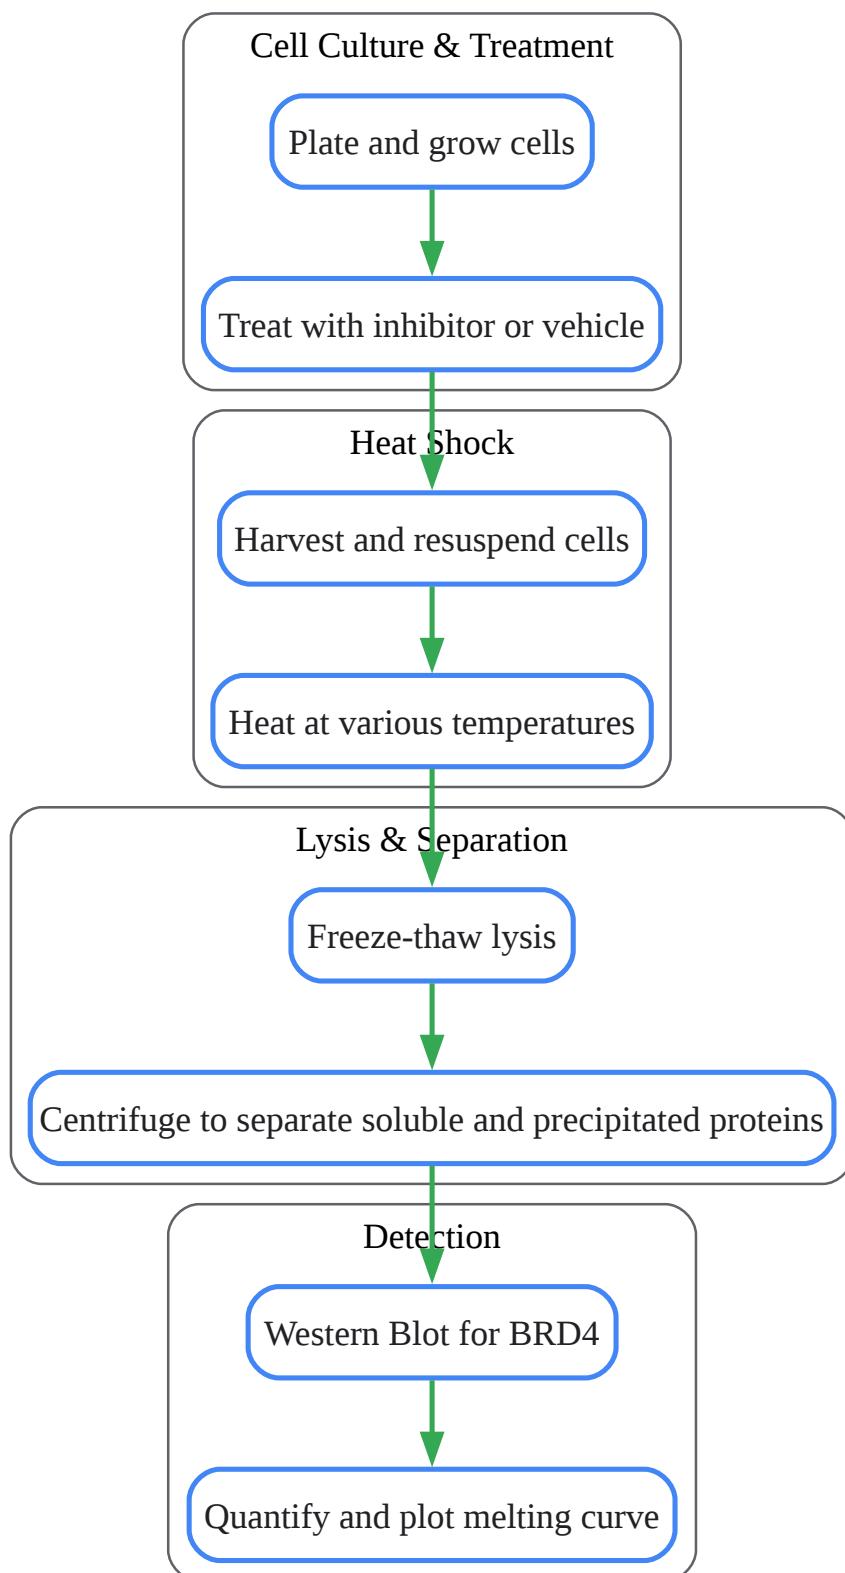 Cell Culture & Treatment
Plate and grow cells
Treat with inhibitor or vehicle
Heat Shock
Harvest and resuspend cells
Heat at various temperatures
Lysis & Separation
Freeze-thaw lysis
Centrifuge to separate soluble and precipitated proteins
Detection
Western Blot for BRD4
Quantify and plot melting curve